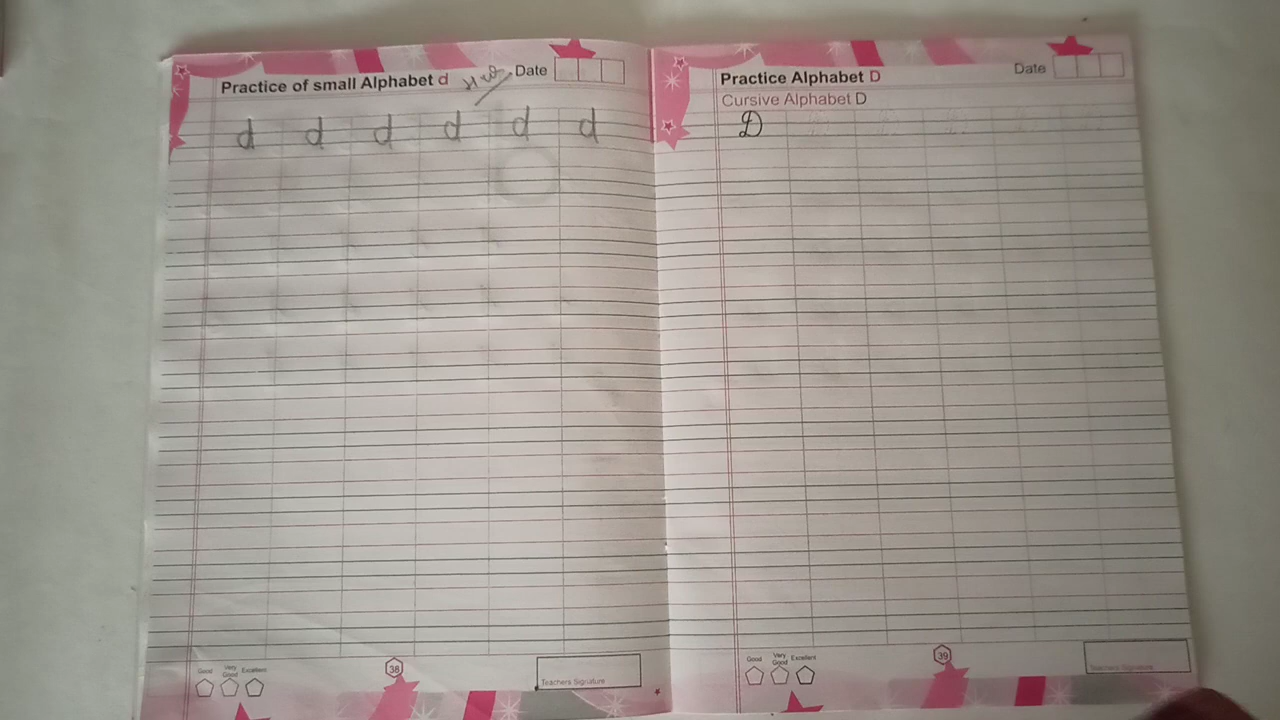 Practice of small Alphabet d
Date
d d d d d d
Good
Very Good
Excellent
38
Teachers Signature
Practice Alphabet D
Date
Cursive Alphabet D
D
Good
Very Good
Excellent
39
Teachers Signature